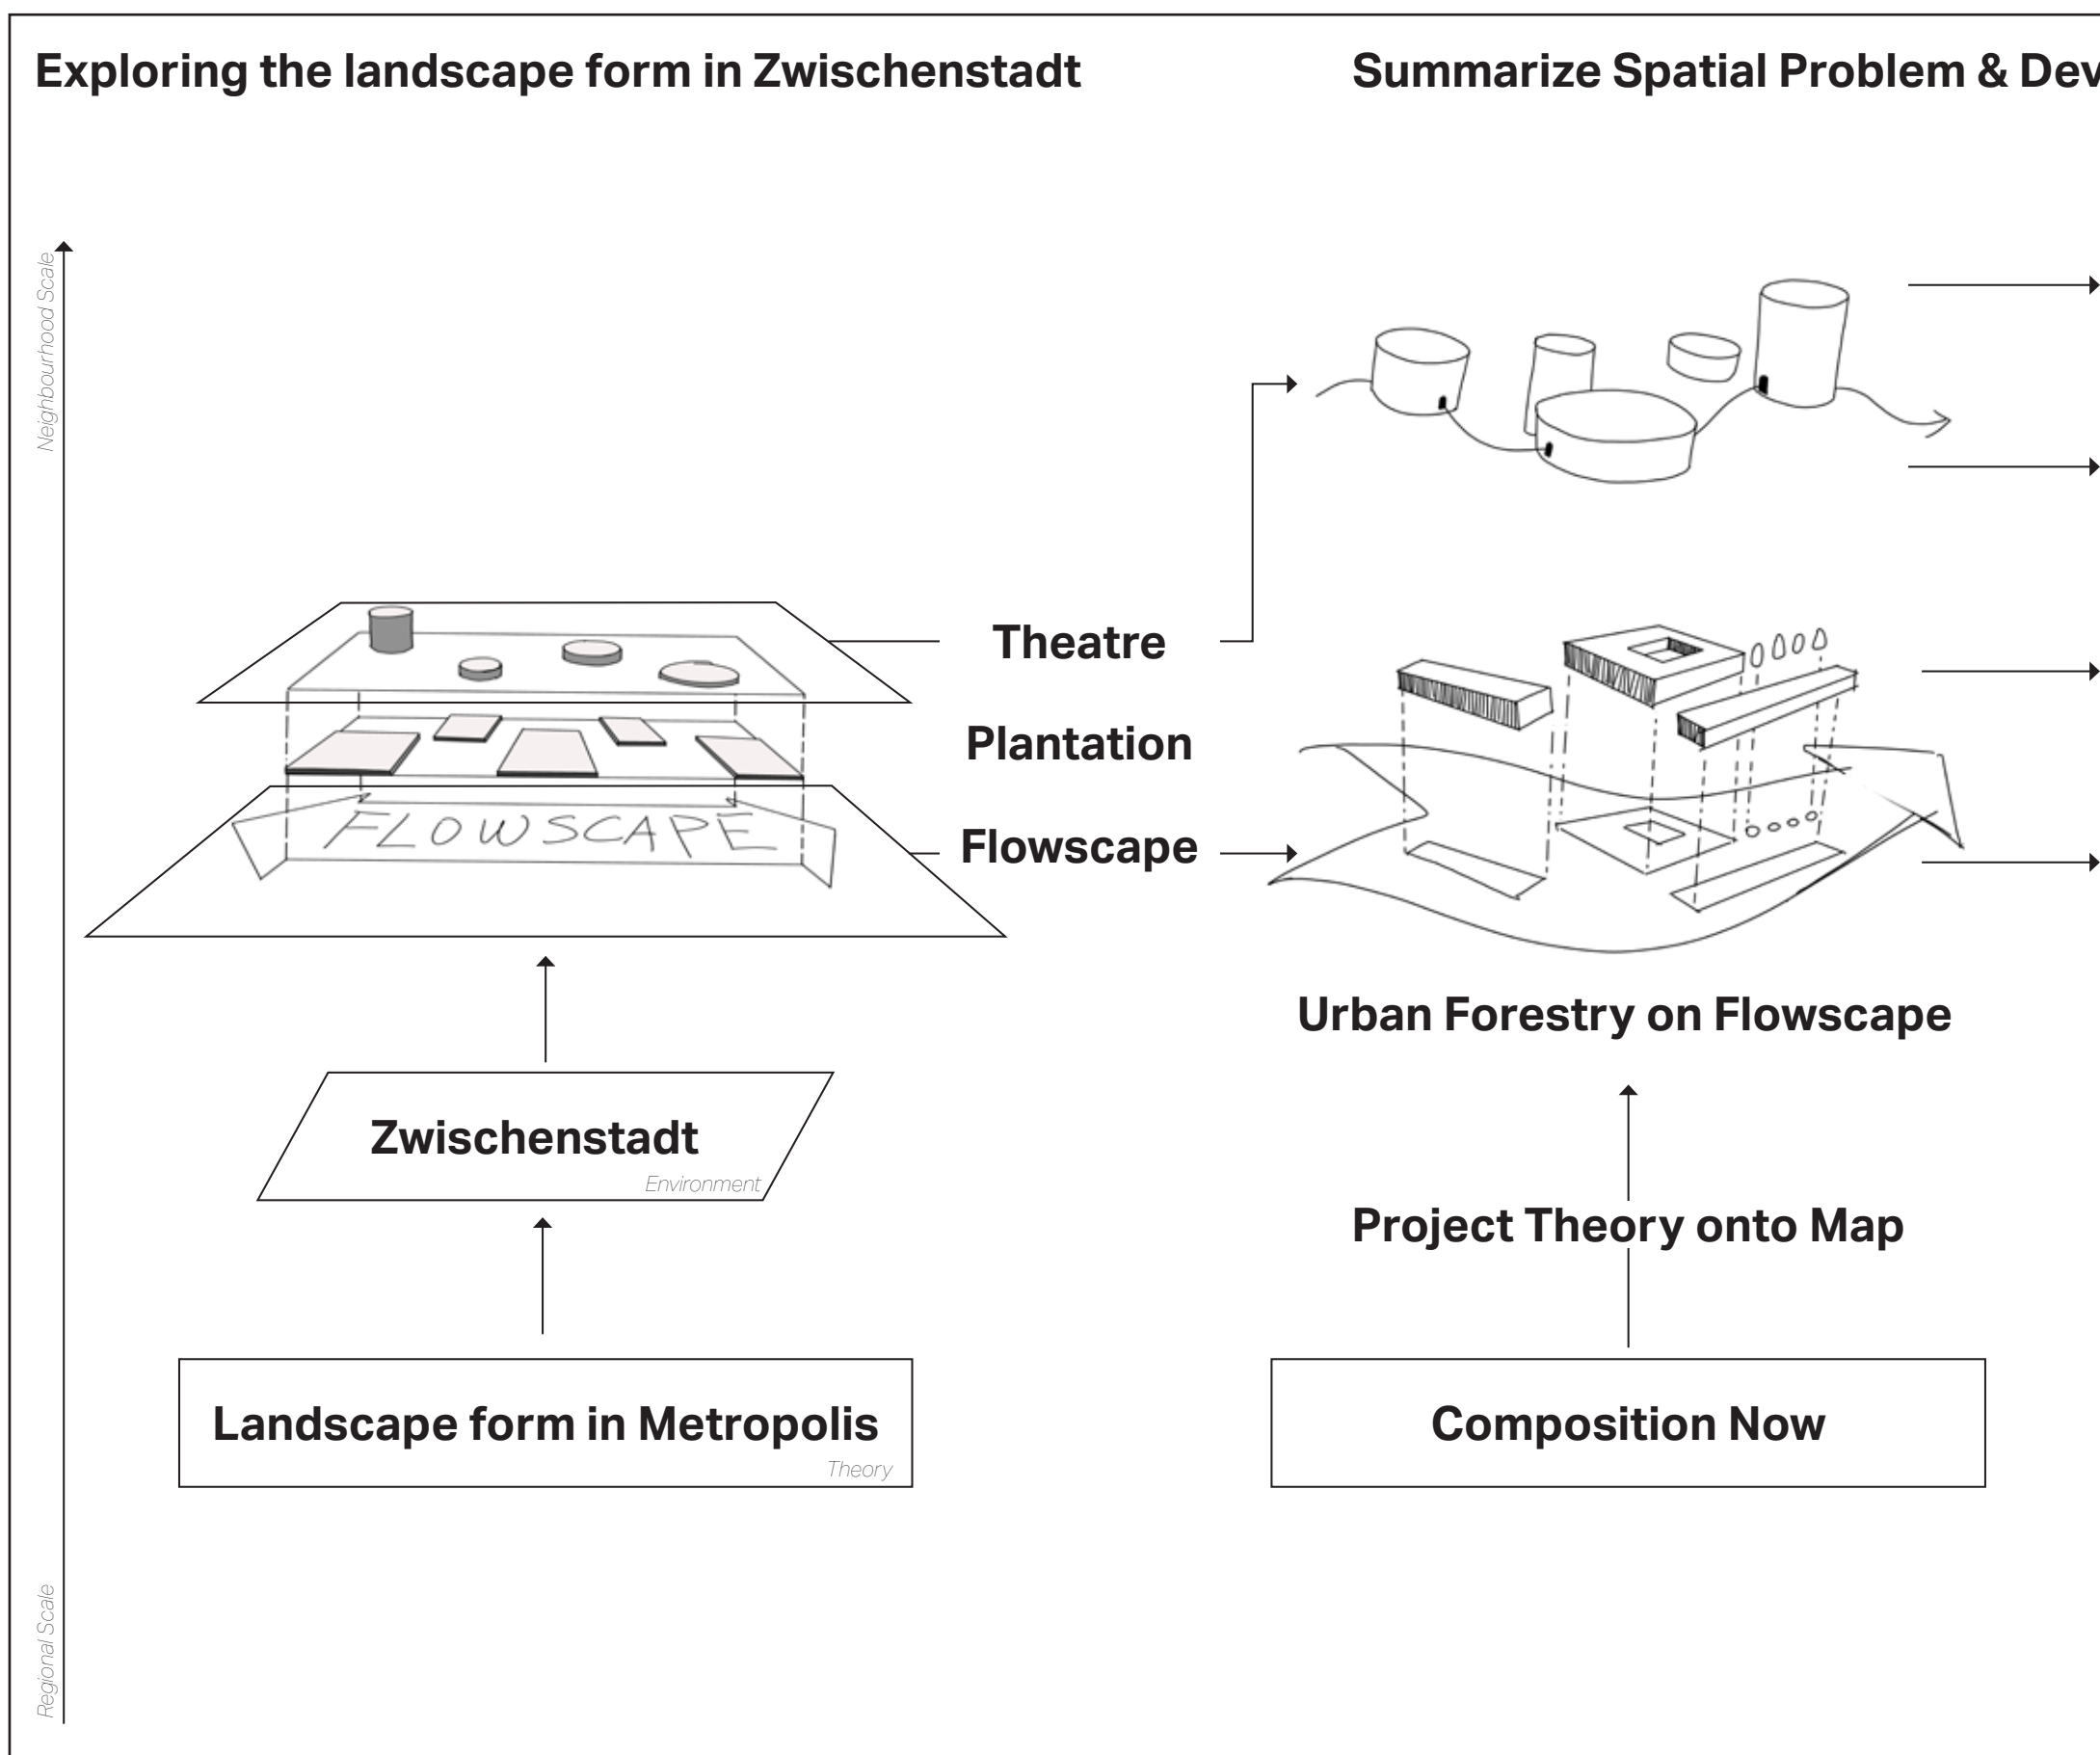 Exploring the landscape form in Zwischenstadt
Summarize Spatial Problem & Dev
Neighbourhood Scale
Theatre
Plantation
FLOWSCAPE
Flowscape
Urban Forestry on Flowscape
Zwischenstadt
Environment
Project Theory onto Map
Landscape form in Metropolis
Theory
Composition Now
Regional Scale